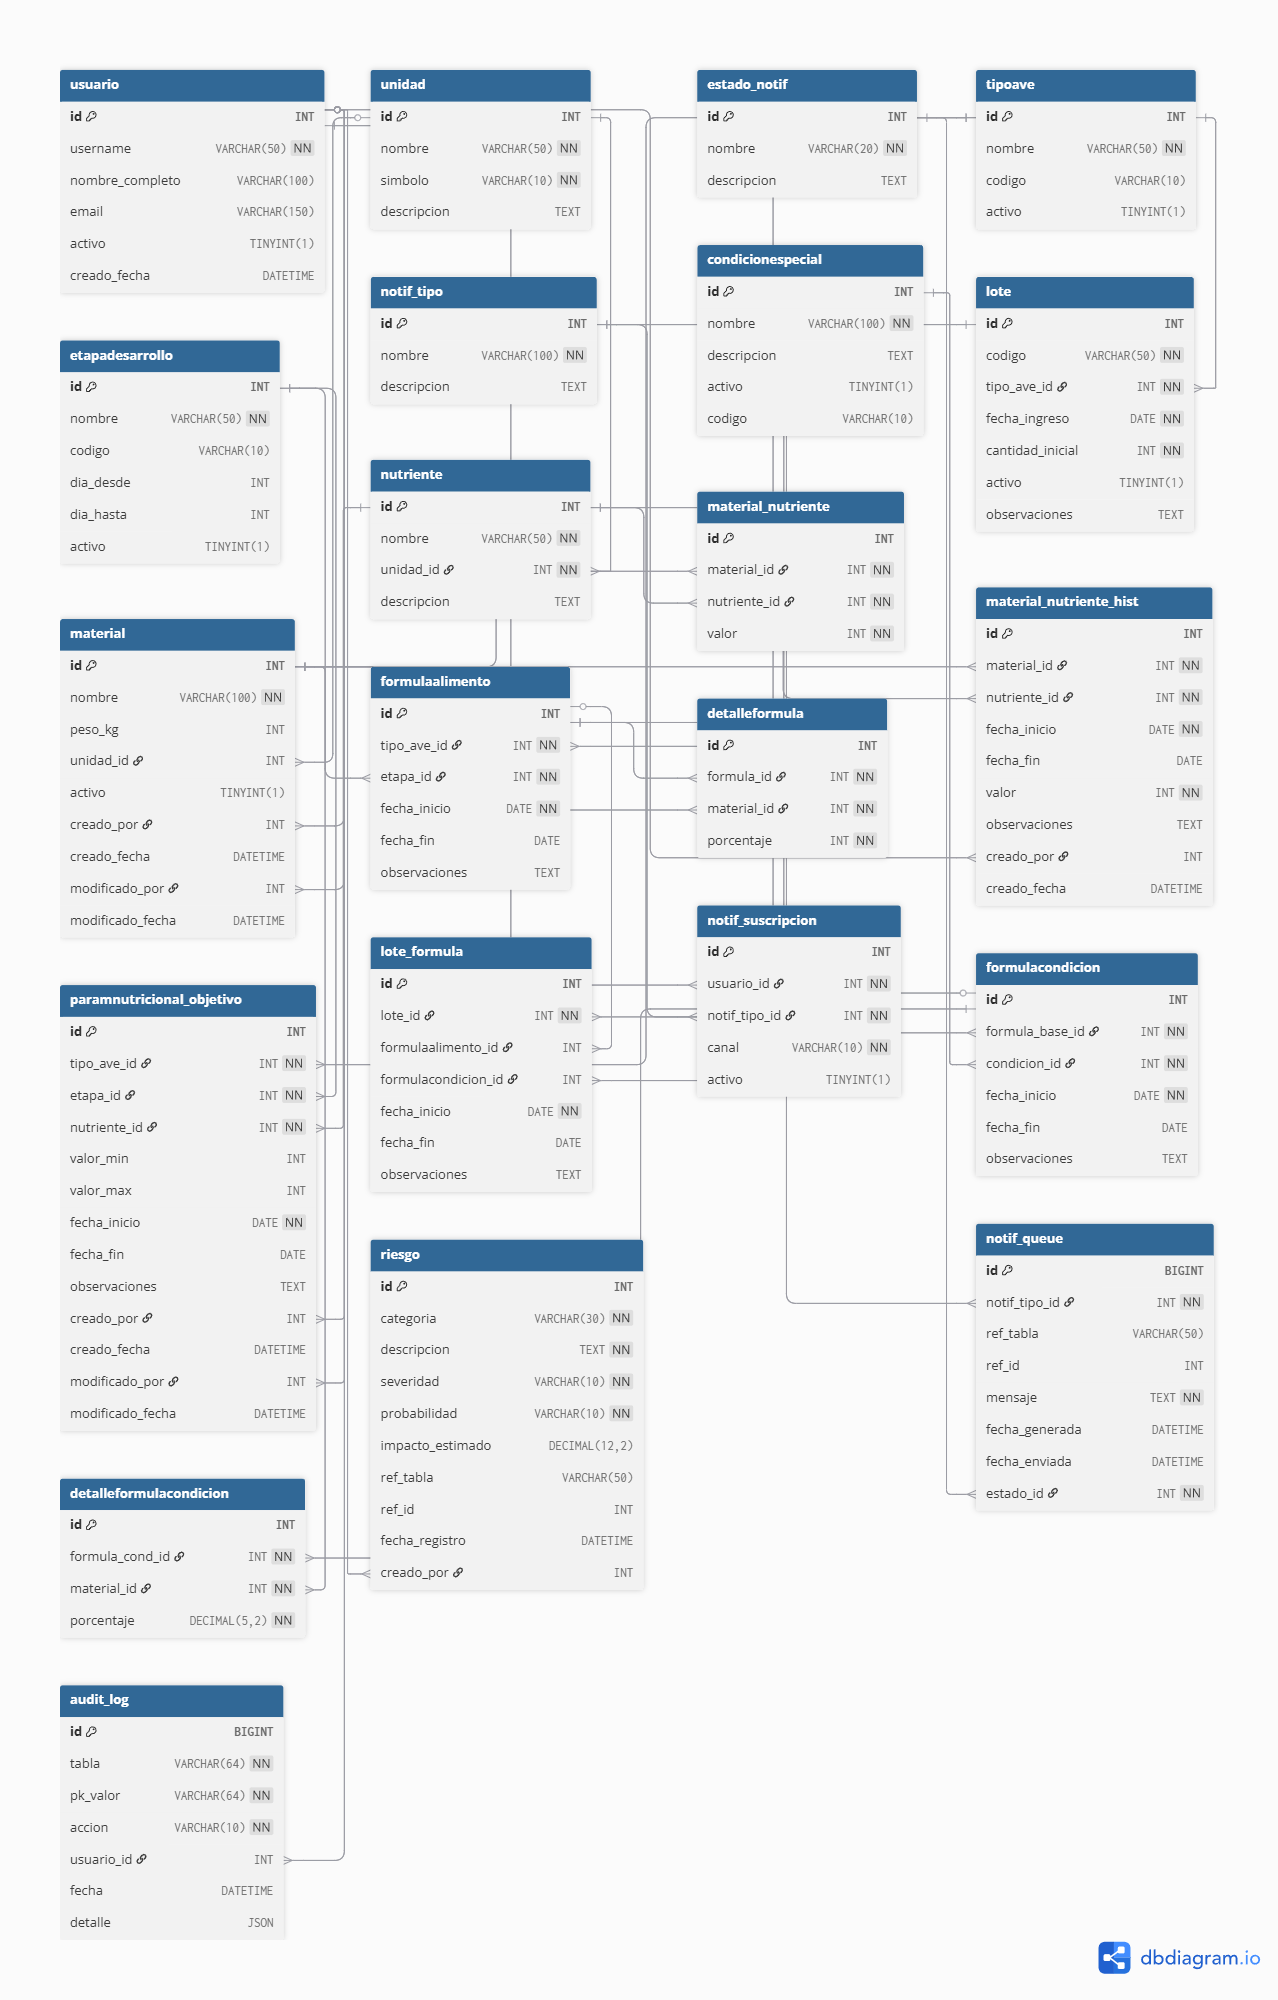 usuario
id INT
username VARCHAR(50) NN
nombre_completo VARCHAR(100)
email VARCHAR(150)
activo TINYINT(1)
creado_fecha DATETIME
unidad
id INT
nombre VARCHAR(50) NN
simbolo VARCHAR(10) NN
descripcion TEXT
estado_notif
id INT
nombre VARCHAR(20) NN
descripcion TEXT
tipoave
id INT
nombre VARCHAR(50) NN
codigo VARCHAR(10)
activo TINYINT(1)
notif_tipo
id INT
nombre VARCHAR(100) NN
descripcion TEXT
condicionespecial
id INT
nombre VARCHAR(100) NN
descripcion TEXT
activo TINYINT(1)
codigo VARCHAR(10)
lote
id INT
codigo VARCHAR(50) NN
tipo_ave_id INT NN
fecha_ingreso DATE NN
cantidad_inicial INT NN
activo TINYINT(1)
observaciones TEXT
etapadesarrollo
id INT
nombre VARCHAR(50) NN
codigo VARCHAR(10)
dia_desde INT
dia_hasta INT
activo TINYINT(1)
nutriente
id INT
nombre VARCHAR(50) NN
unidad_id INT NN
descripcion TEXT
material_nutriente
id INT
material_id INT NN
nutriente_id INT NN
valor INT NN
material_nutriente_hist
id INT
material_id INT NN
nutriente_id INT NN
fecha_inicio DATE NN
fecha_fin DATE
valor INT NN
observaciones TEXT
creado_por INT
creado_fecha DATETIME
material
id INT
nombre VARCHAR(100) NN
peso_kg INT
unidad_id INT
activo TINYINT(1)
creado_por INT
creado_fecha DATETIME
modificado_por INT
modificado_fecha DATETIME
formulaalimento
id INT
tipo_ave_id INT NN
etapa_id INT NN
fecha_inicio DATE NN
fecha_fin DATE
observaciones TEXT
detalleformula
id INT
formula_id INT NN
material_id INT NN
porcentaje INT NN
notif_suscripcion
id INT
usuario_id INT NN
notif_tipo_id INT NN
canal VARCHAR(10) NN
activo TINYINT(1)
lote_formula
id INT
lote_id INT NN
formulaalimento_id INT
formulacondicion_id INT
fecha_inicio DATE NN
fecha_fin DATE
observaciones TEXT
formulacondicion
id INT
formula_base_id INT NN
condicion_id INT NN
fecha_inicio DATE NN
fecha_fin DATE
observaciones TEXT
paramnutricional_objetivo
id INT
tipo_ave_id INT NN
etapa_id INT NN
nutriente_id INT NN
valor_min INT
valor_max INT
fecha_inicio DATE NN
fecha_fin DATE
observaciones TEXT
creado_por INT
creado_fecha DATETIME
modificado_por INT
modificado_fecha DATETIME
riesgo
id INT
categoria VARCHAR(30) NN
descripcion TEXT NN
severidad VARCHAR(10) NN
probabilidad VARCHAR(10) NN
impacto_estimado DECIMAL(12,2)
ref_tabla VARCHAR(50)
ref_id INT
fecha_registro DATETIME
creado_por INT
notif_queue
id BIGINT
notif_tipo_id INT NN
ref_tabla VARCHAR(50)
ref_id INT
mensaje TEXT NN
fecha_generada DATETIME
fecha_enviada DATETIME
estado_id INT NN
detalleformulacondicion
id INT
formula_cond_id INT NN
material_id INT NN
porcentaje DECIMAL(5,2) NN
audit_log
id BIGINT
tabla VARCHAR(64) NN
pk_valor VARCHAR(64) NN
accion VARCHAR(10) NN
usuario_id INT
fecha DATETIME
detalle JSON
dbdiagram.io